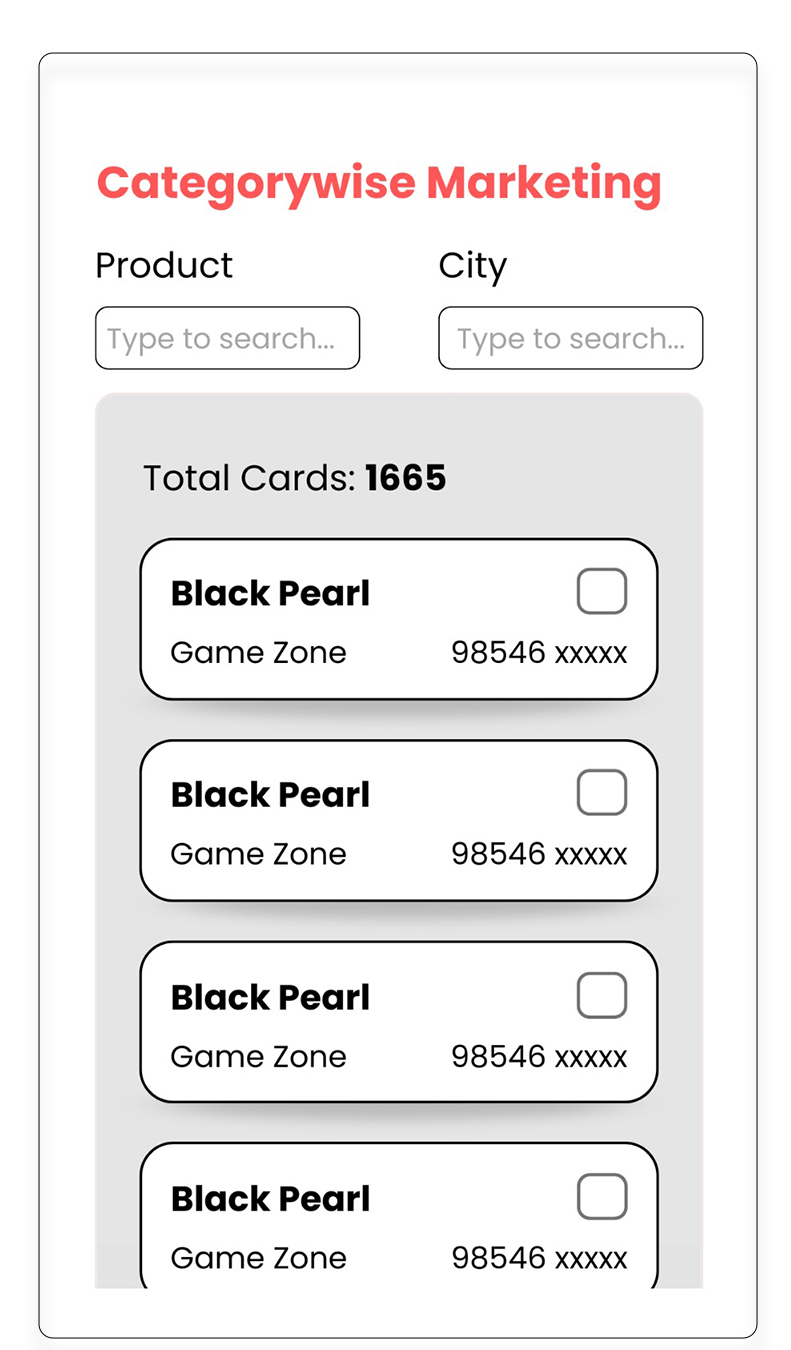 Categorywise Marketing
Product City
Type to search... Type to search...
Total Cards: 1665
Black Pearl
Game Zone 98546 xxxxx
Black Pearl
Game Zone 98546 xxxxx
Black Pearl
Game Zone 98546 xxxxx
Black Pearl
Game Zone 98546 xxxxx